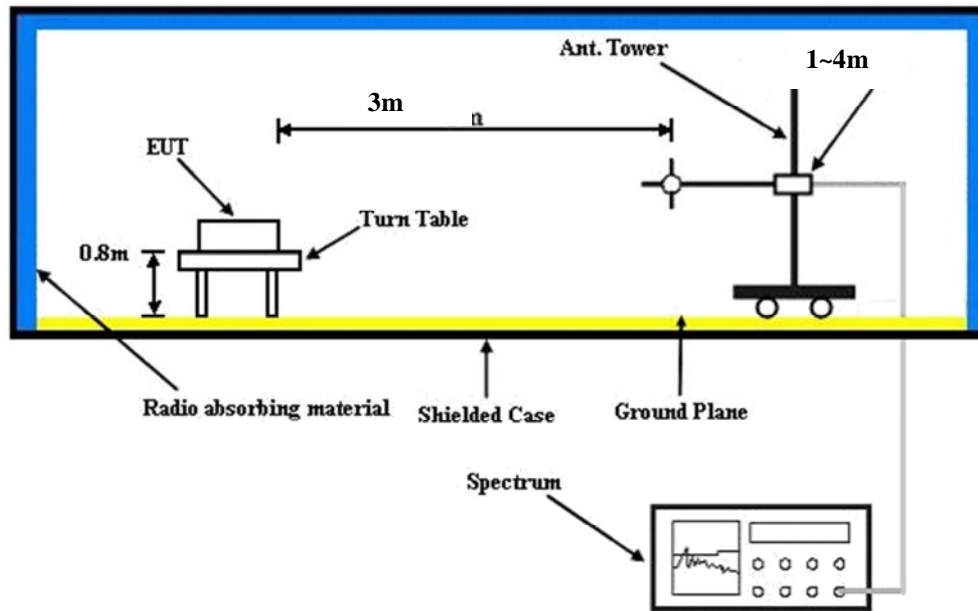 Ant. Tower
1~4m
3m
n
EUT
Turn Table
0.8m
Radio absorbing material
Shielded Case
Ground Plane
Spectrum